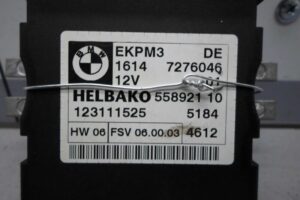 BMW
EKPM3 DE
1614 7276046
12V 01
HELBAKO 558921 10
123111525 5184
HW 06 FSV 06.00.03 4612